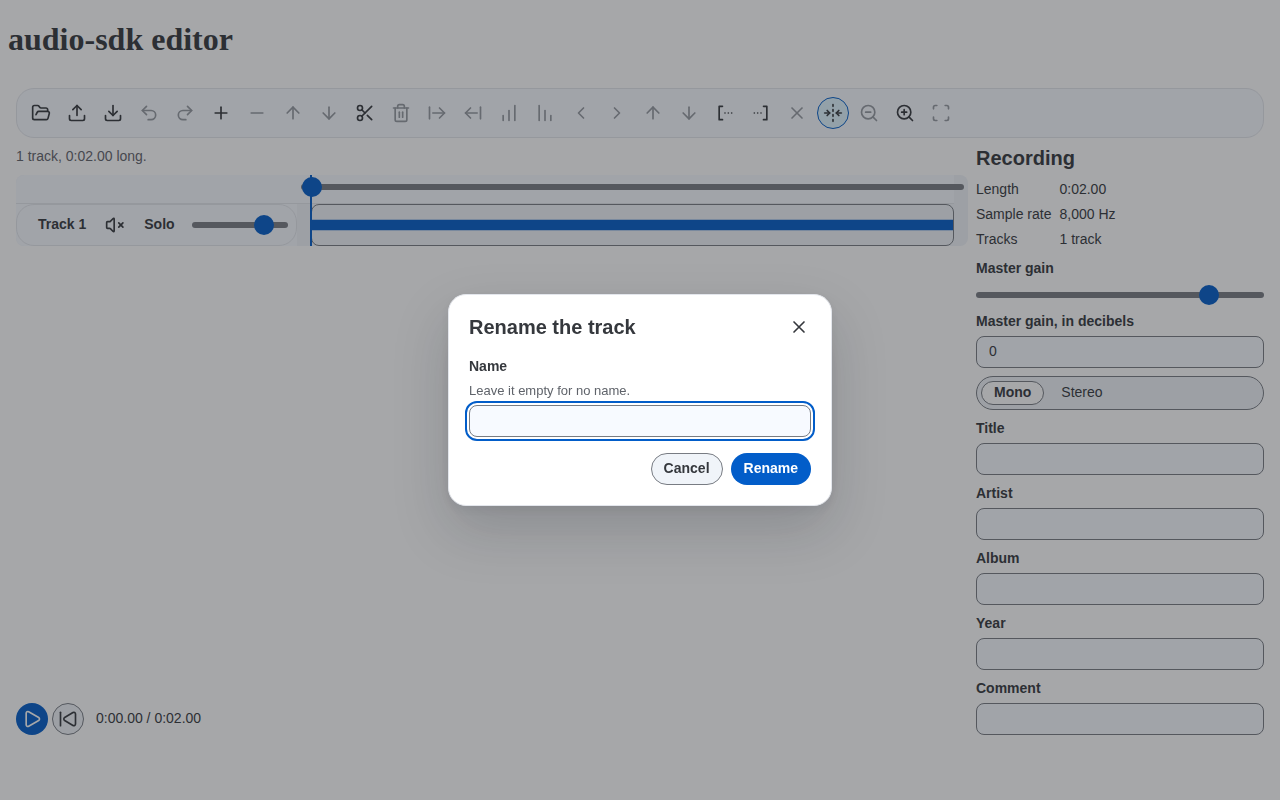 audio-sdk editor
1 track, 0:02.00 long.
Track 1
Solo
Rename the track
Name
Leave it empty for no name.
Cancel
Rename
0:00.00 / 0:02.00
Recording
Length 0:02.00
Sample rate 8,000 Hz
Tracks 1 track
Master gain
Master gain, in decibels
0
Mono
Stereo
Title
Artist
Album
Year
Comment